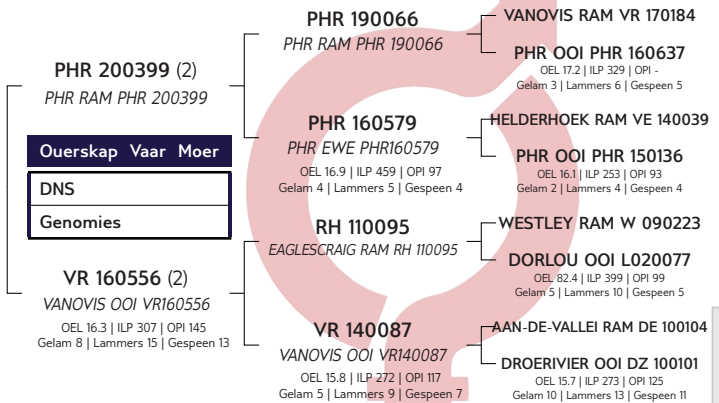 PHR 200399 (2)
PHR RAM PHR 200399
Ouerskap Vaar Moer
DNS
Genomies
VR 160556 (2)
VANOVIS OOI VR160556
OEL 16.3 | ILP 307 | OPI 145
Gelam 8 | Lammers 15 | Gespeen 13
PHR 190066
PHR RAM PHR 190066
PHR 160579
PHR EWE PHR160579
OEL 16.9 | ILP 459 | OPI 97
Gelam 4 | Lammers 5 | Gespeen 4
RH 110095
EAGLESCRAIG RAM RH 110095
VR 140087
VANOVIS OOI VR140087
OEL 15.8 | ILP 272 | OPI 117
Gelam 5 | Lammers 9 | Gespeen 7
VANOVIS RAM VR 170184
PHR OOI PHR 160637
OEL 17.2 | ILP 329 | OPI -
Gelam 3 | Lammers 6 | Gespeen 5
HELDERHOEK RAM VE 140039
PHR OOI PHR 150136
OEL 16.1 | ILP 253 | OPI 93
Gelam 2 | Lammers 4 | Gespeen 4
WESTLEY RAM W 090223
DORLOU OOI L020077
OEL 82.4 | ILP 399 | OPI 99
Gelam 5 | Lammers 10 | Gespeen 5
AAN-DE-VALLEI RAM DE 100104
DROERIVIER OOI DZ 100101
OEL 15.7 | ILP 273 | OPI 125
Gelam 10 | Lammers 13 | Gespeen 11